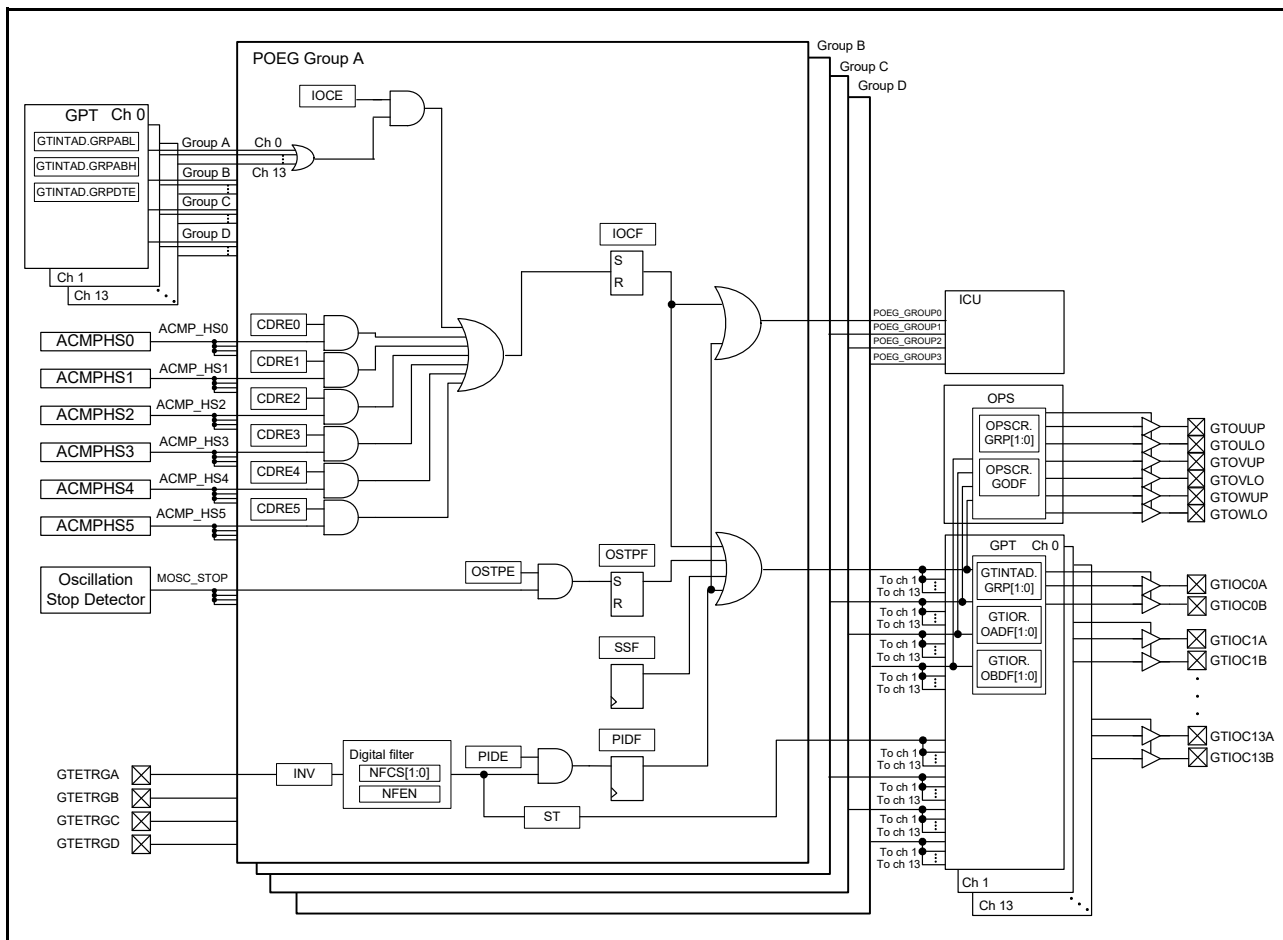 POEG Group A
Group B
Group C
Group D
IOCE
GPT Ch 0
GTINTAD.GRPABL
GTINTAD.GRPABH
GTINTAD.GRPDTE
Group A
Group B
Group C
Group D
Ch 0
Ch 13
Ch 1
Ch 13
IOCF
S
R
ACMPHS0
ACMP_HS0
CDRE0
ACMPHS1
ACMP_HS1
CDRE1
ACMPHS2
ACMP_HS2
CDRE2
ACMPHS3
ACMP_HS3
CDRE3
ACMPHS4
ACMP_HS4
CDRE4
ACMPHS5
ACMP_HS5
CDRE5
Oscillation
Stop Detector
MOSC_STOP
OSTPE
OSTPF
S
R
SSF
GTETRGA
GTETRGB
GTETRGC
GTETRGD
INV
Digital filter
NFCS[1:0]
NFEN
PIDE
PIDF
ST
POEG_GROUP0
POEG_GROUP1
POEG_GROUP2
POEG_GROUP3
ICU
OPS
OPSCR.
GRP[1:0]
OPSCR.
GODF
GTOUUP
GTOULO
GTOVUP
GTOVLO
GTOWUP
GTOWLO
GPT Ch 0
GTINTAD.
GRP[1:0]
GTIOR.
OADF[1:0]
GTIOR.
OBDF[1:0]
To ch 1
To ch 13
To ch 1
To ch 13
To ch 1
To ch 13
To ch 1
To ch 13
To ch 1
To ch 13
To ch 1
To ch 13
To ch 1
To ch 13
To ch 1
To ch 13
Ch 1
Ch 13
GTIOC0A
GTIOC0B
GTIOC1A
GTIOC1B
GTIOC13A
GTIOC13B